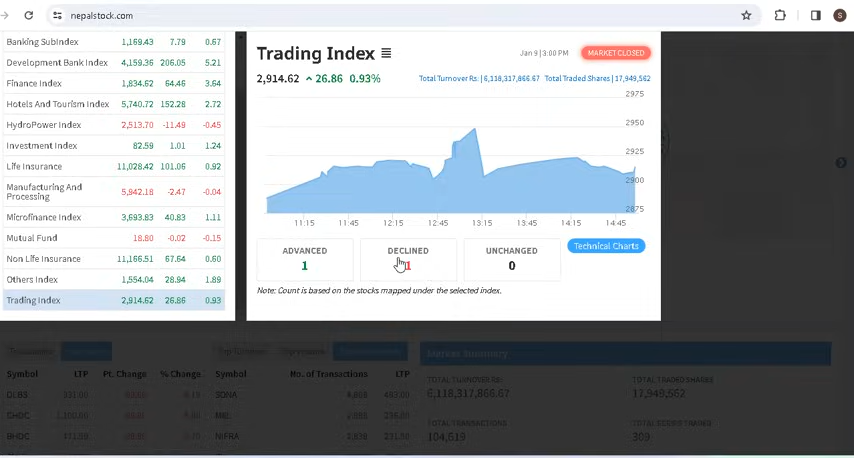 nepalstock.com
Banking SubIndex 1,169.43 7.79 0.67
Development Bank Index 4,159.36 206.05 5.21
Finance Index 1,834.62 64.46 3.64
Hotels And Tourism Index 5,740.72 152.28 2.72
HydroPower Index 2,513.70 -11.49 -0.45
Investment Index 82.59 1.01 1.24
Life Insurance 11,028.42 101.06 0.92
Manufacturing And
Processing 5,942.18 -2.47 -0.04
Microfinance Index 3,693.83 40.83 1.11
Mutual Fund 18.80 -0.02 -0.15
Non Life Insurance 11,166.51 67.64 0.60
Others Index 1,554.04 28.94 1.89
Trading Index 2,914.62 26.86 0.93
Trading Index
Jan 9 | 3:00 PM MARKET CLOSED
2,914.62 26.86 0.93%
Total Turnover Rs: | 6,118,317,866.67 Total Traded Shares | 17,949,562
2975
2950
2925
2900
2875
11:15 11:45 12:15 12:45 13:15 13:45 14:15 14:45
ADVANCED
1
DECLINED
1
UNCHANGED
0
Technical Charts
Note: Count is based on the stocks mapped under the selected index.
Market Summary
Symbol LTP Pt. Change % Change
Symbol No. of Transactions LTP
TOTAL TURNOVER RS:
6,118,317,866.67
TOTAL TRADED SHARES
17,949,562
TOTAL TRANSACTIONS
NIFRA